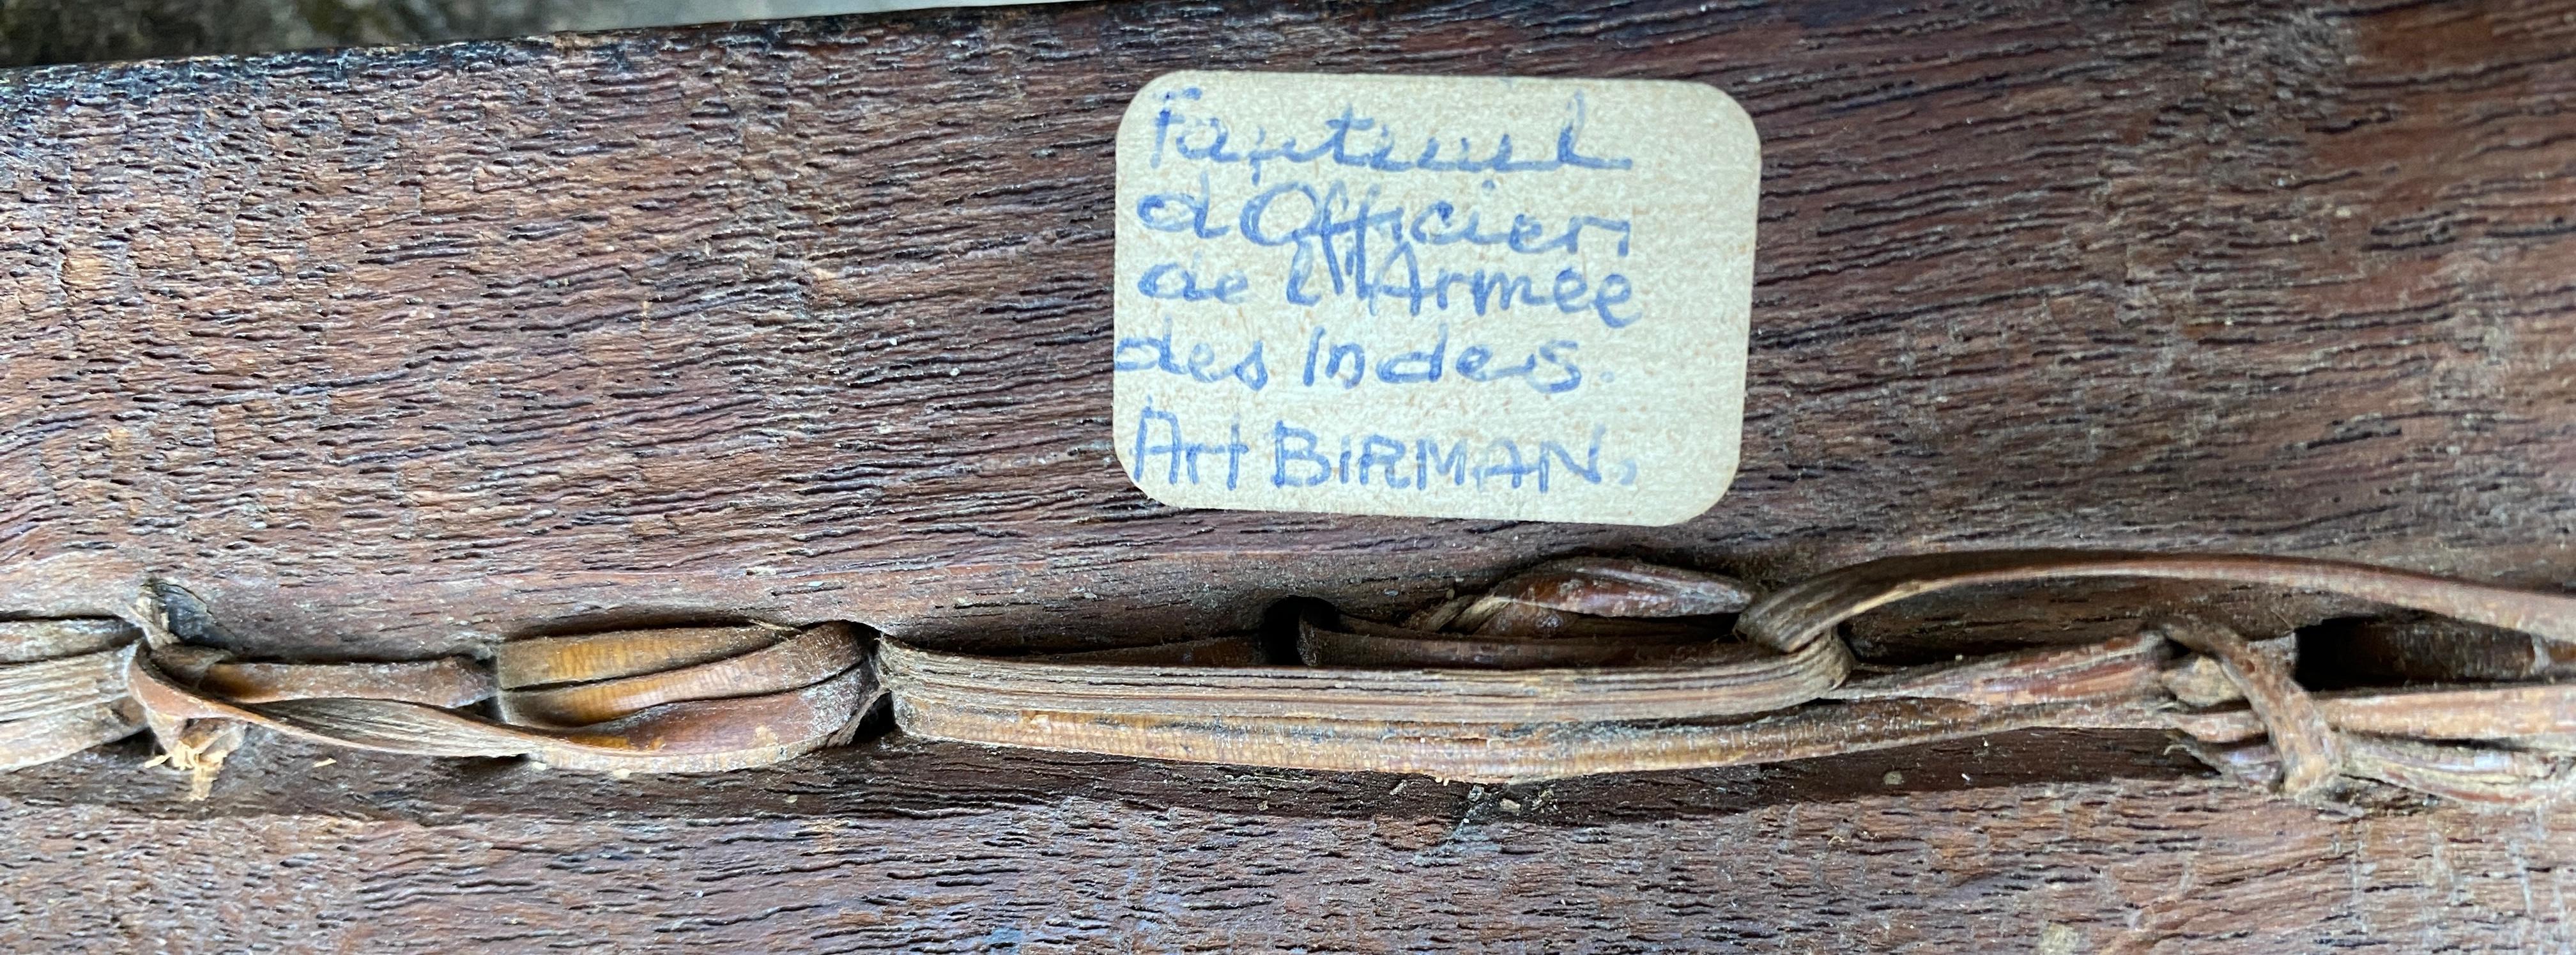 Fauteuil
d'Officier
de l'Armée
des Indes.
Art BIRMAN.